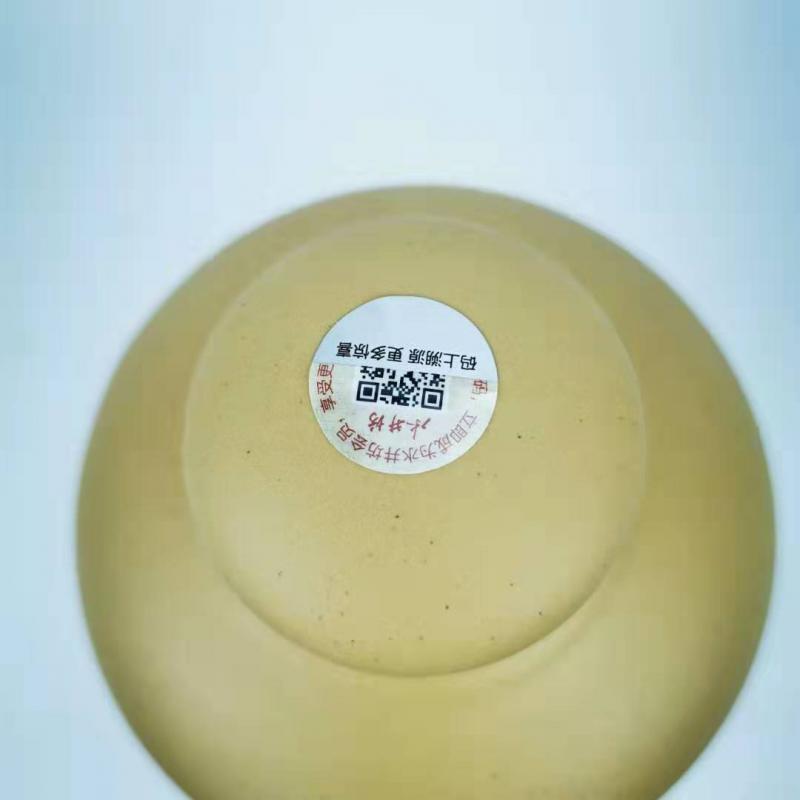 码上溯源 更多惊喜
码，立即成为水井坊会员，享受更
水井坊